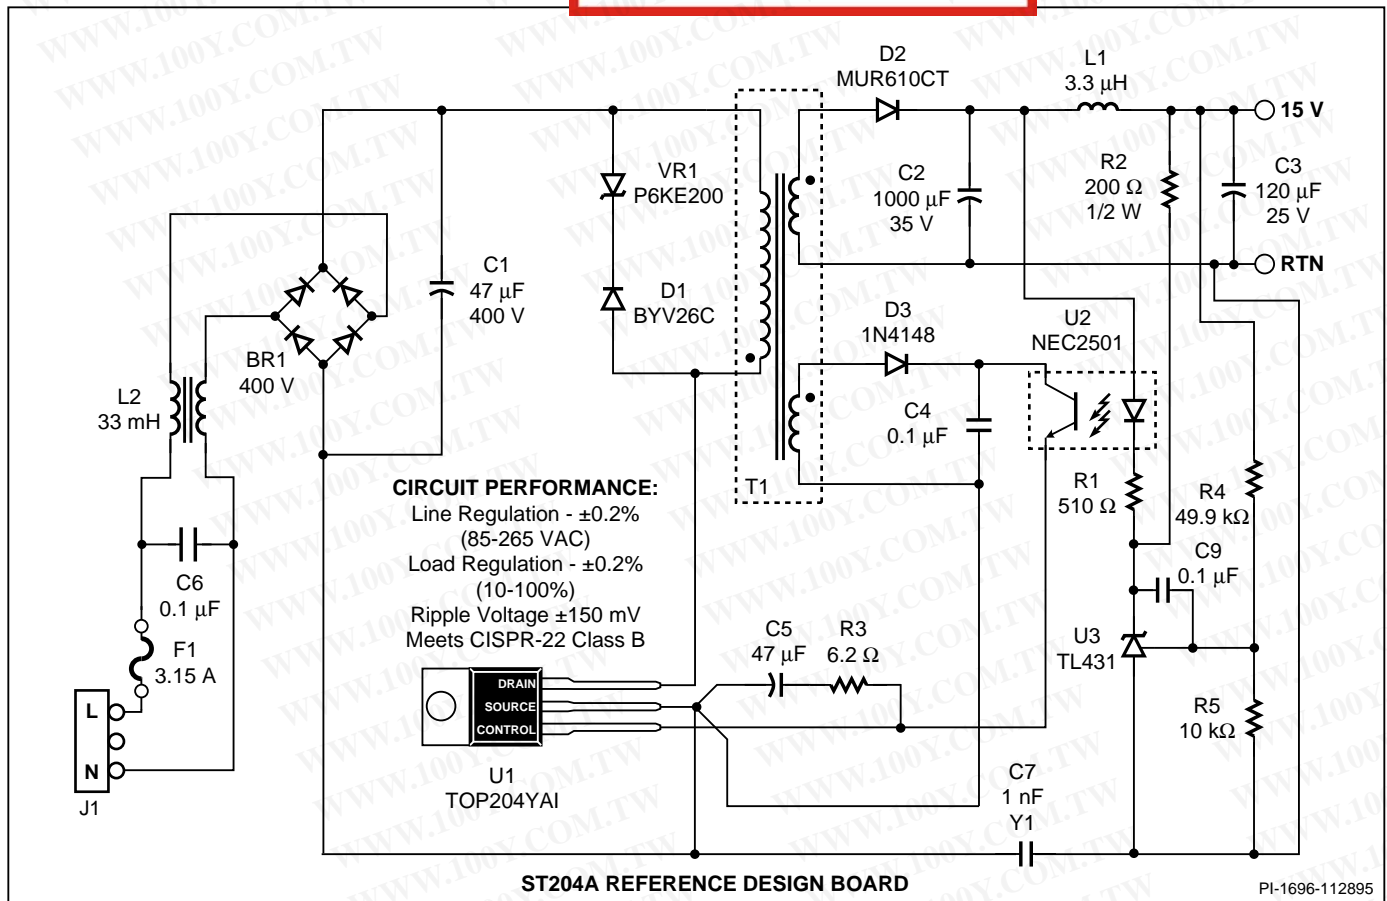 D2
MUR610CT
L1
3.3 µH
15 V
VR1
P6KE200
C2
1000 µF
35 V
R2
200 Ω
1/2 W
C3
120 µF
25 V
RTN
C1
47 µF
400 V
D1
BYV26C
D3
1N4148
U2
NEC2501
BR1
400 V
L2
33 mH
C4
0.1 µF
T1
R1
510 Ω
R4
49.9 kΩ
CIRCUIT PERFORMANCE:
Line Regulation - ±0.2%
(85-265 VAC)
Load Regulation - ±0.2%
(10-100%)
Ripple Voltage ±150 mV
Meets CISPR-22 Class B
C9
0.1 µF
C6
0.1 µF
F1
3.15 A
C5
47 µF
R3
6.2 Ω
U3
TL431
DRAIN
SOURCE
CONTROL
R5
10 kΩ
L
N
J1
U1
TOP204YAI
C7
1 nF
Y1
ST204A REFERENCE DESIGN BOARD
PI-1696-112895
WWW.100Y.COM.TW